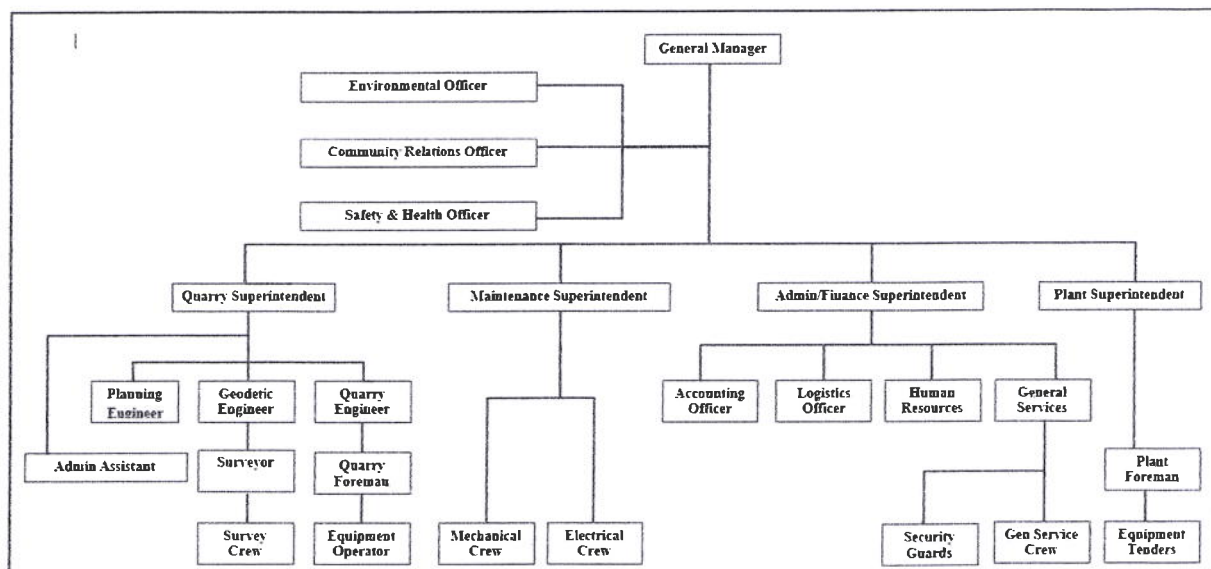 General Manager
Environmental Officer
Community Relations Officer
Safety & Health Officer
Quarry Superintendent
Maintenance Superintendent
Admin/Finance Superintendent
Plant Superintendent
Planning
Engineer
Geodetic
Engineer
Quarry
Engineer
Accounting
Officer
Logistics
Officer
Human
Resources
General
Services
Admin Assistant
Surveyor
Quarry
Foreman
Plant
Foreman
Survey
Crew
Equipment
Operator
Mechanical
Crew
Electrical
Crew
Security
Guards
Gen Service
Crew
Equipment
Tenders